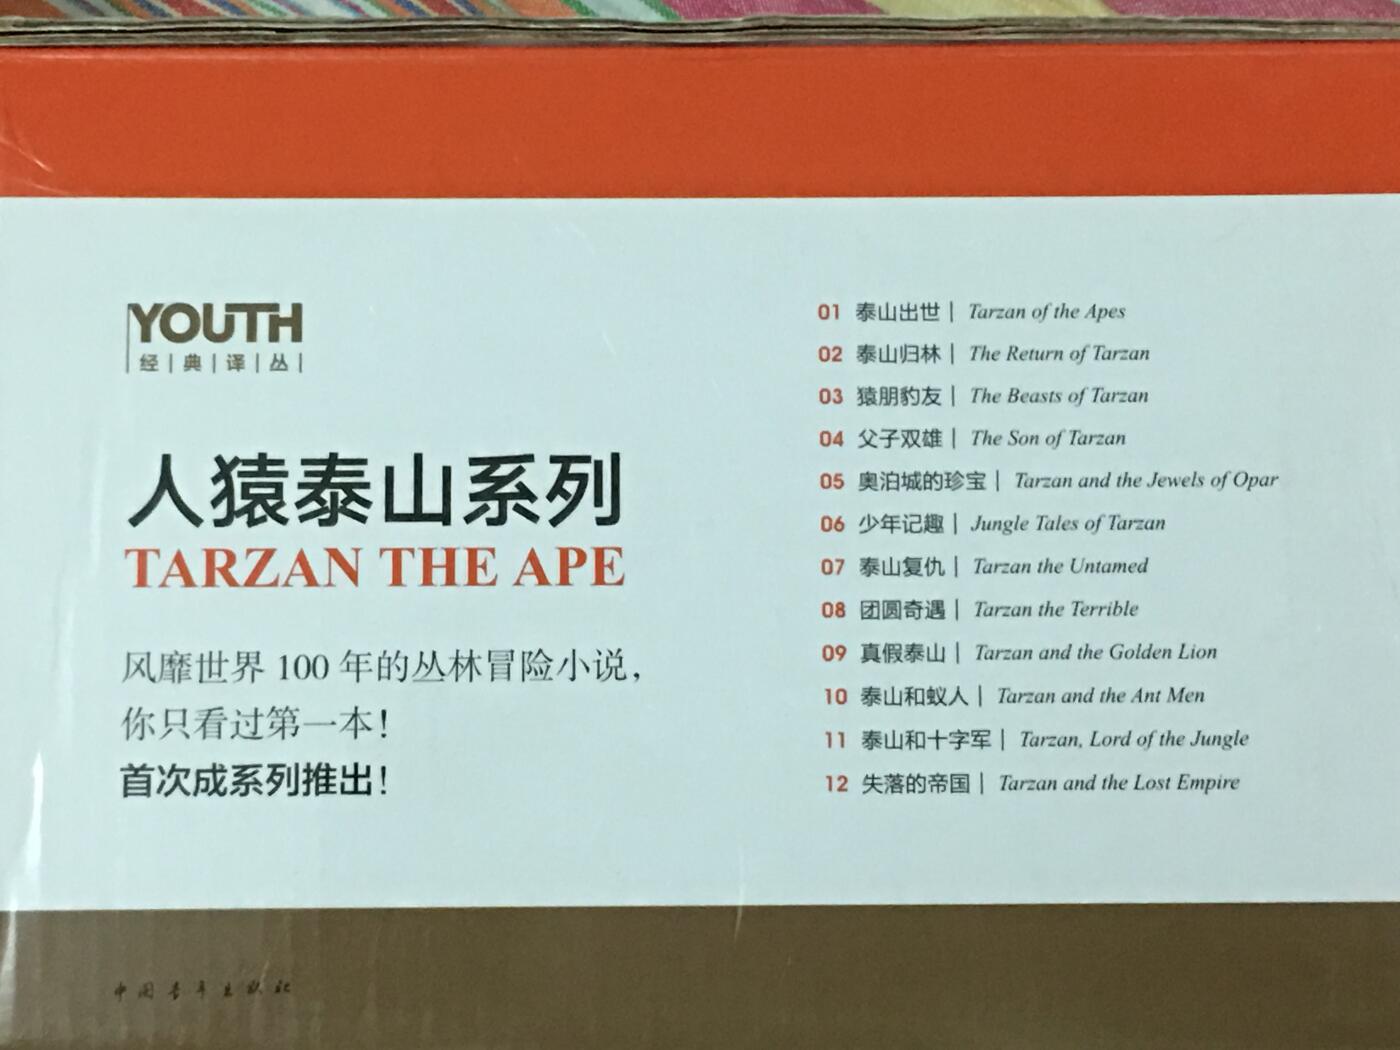 YOUTH
经|典|译|丛|
人猿泰山系列
TARZAN THE APE
风靡世界 100 年的丛林冒险小说，
你只看过第一本！
首次成系列推出！
01 泰山出世| Tarzan of the Apes
02 泰山归林| The Return of Tarzan
03 猿朋豹友| The Beasts of Tarzan
04 父子双雄| The Son of Tarzan
05 奥泊城的珍宝| Tarzan and the Jewels of Opar
06 少年记趣| Jungle Tales of Tarzan
07 泰山复仇| Tarzan the Untamed
08 团圆奇遇| Tarzan the Terrible
09 真假泰山| Tarzan and the Golden Lion
10 泰山和蚁人| Tarzan and the Ant Men
11 泰山和十字军| Tarzan, Lord of the Jungle
12 失落的帝国| Tarzan and the Lost Empire
中国青年出版社